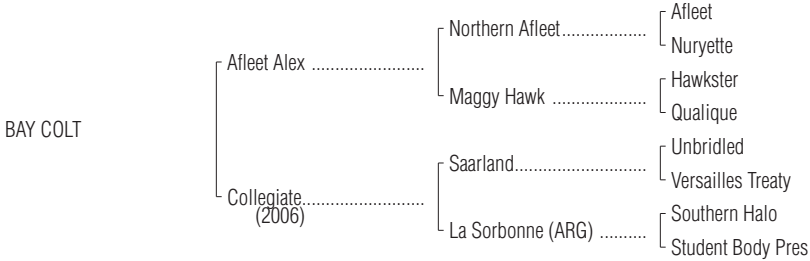 Afleet
Northern Afleet..................
Nuryette
Afleet Alex ........................
Hawkster
Maggy Hawk ....................
Qualique
BAY COLT
Unbridled
Saarland............................
Versailles Treaty
Collegiate..........................
(2006)
Southern Halo
La Sorbonne (ARG) ..........
Student Body Pres